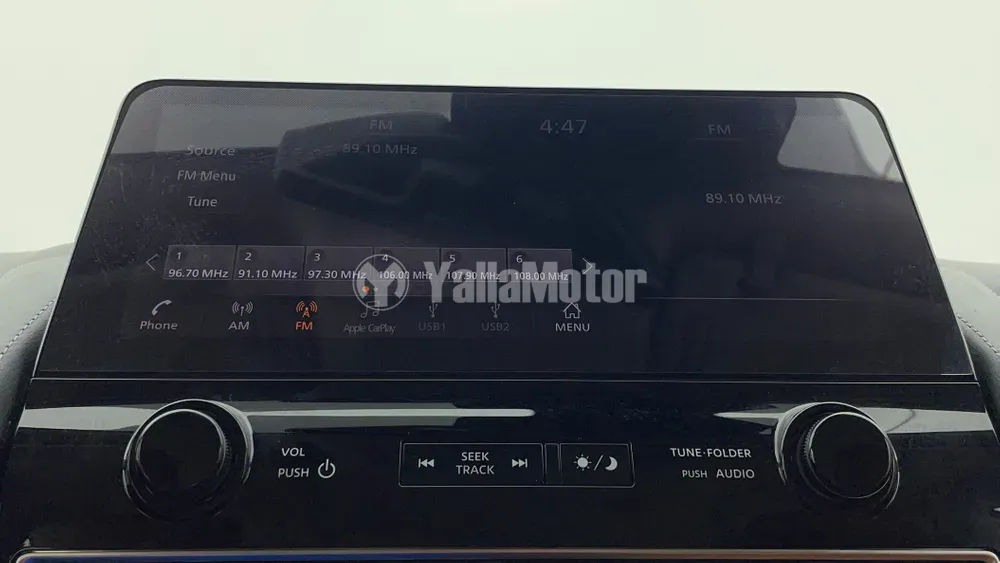 FM 4:47 FM
Source 89.10 MHz
FM Menu
Tune 89.10 MHz
1 2 3 4 5 6
96.70 MHz 91.10 MHz 97.30 MHz 106.00 MHz 107.90 MHz 108.00 MHz
YallaMotor
Phone AM FM Apple CarPlay USB1 USB2 MENU
VOL
PUSH
SEEK
TRACK
TUNE·FOLDER
PUSH AUDIO